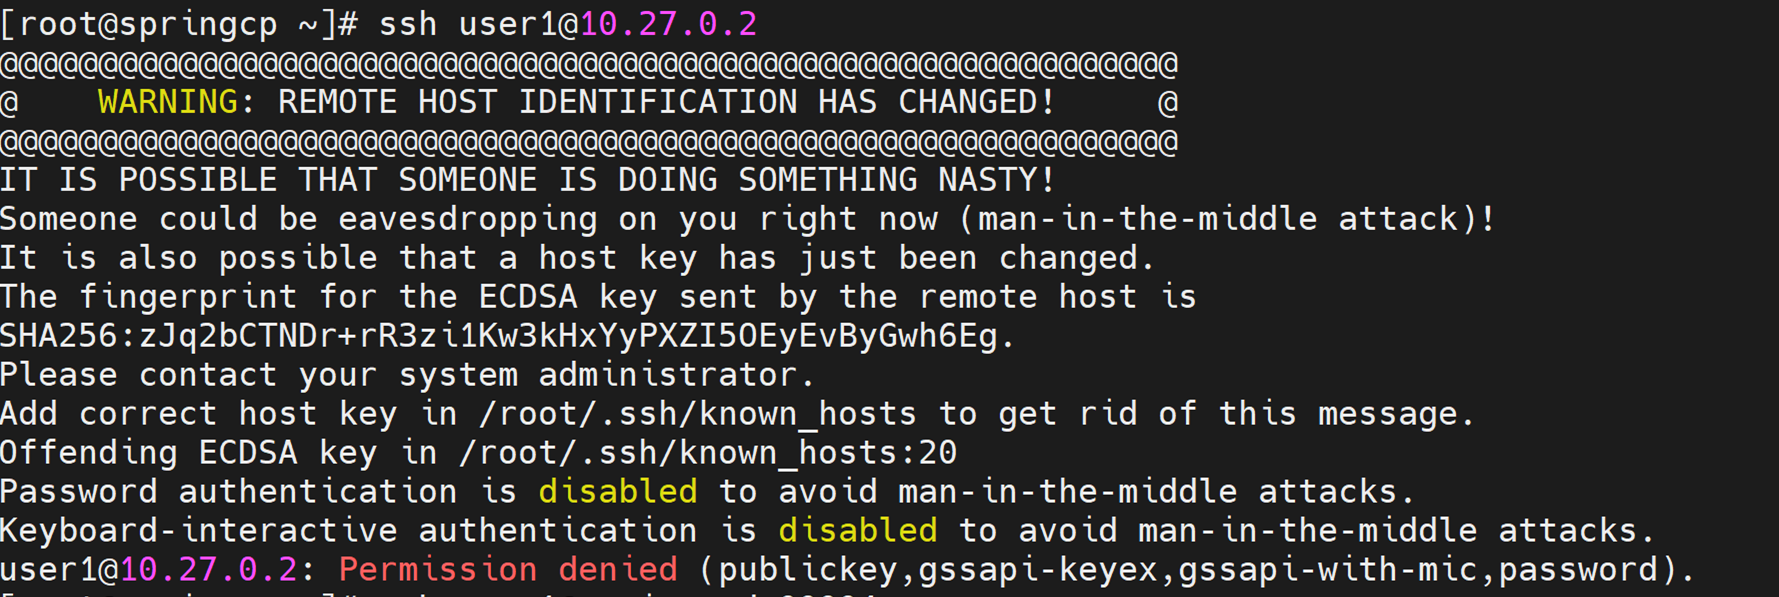 [root@springcp ~]# ssh user1@10.27.0.2
@@@@@@@@@@@@@@@@@@@@@@@@@@@@@@@@@@@@@@@@@@@@@@@@@@@@@@@@@@@
@    WARNING: REMOTE HOST IDENTIFICATION HAS CHANGED!     @
@@@@@@@@@@@@@@@@@@@@@@@@@@@@@@@@@@@@@@@@@@@@@@@@@@@@@@@@@@@
IT IS POSSIBLE THAT SOMEONE IS DOING SOMETHING NASTY!
Someone could be eavesdropping on you right now (man-in-the-middle attack)!
It is also possible that a host key has just been changed.
The fingerprint for the ECDSA key sent by the remote host is
SHA256:zJq2bCTNDr+rR3zi1Kw3kHxYyPXZI5OEyEvByGwh6Eg.
Please contact your system administrator.
Add correct host key in /root/.ssh/known_hosts to get rid of this message.
Offending ECDSA key in /root/.ssh/known_hosts:20
Password authentication is disabled to avoid man-in-the-middle attacks.
Keyboard-interactive authentication is disabled to avoid man-in-the-middle attacks.
user1@10.27.0.2: Permission denied (publickey,gssapi-keyex,gssapi-with-mic,password).